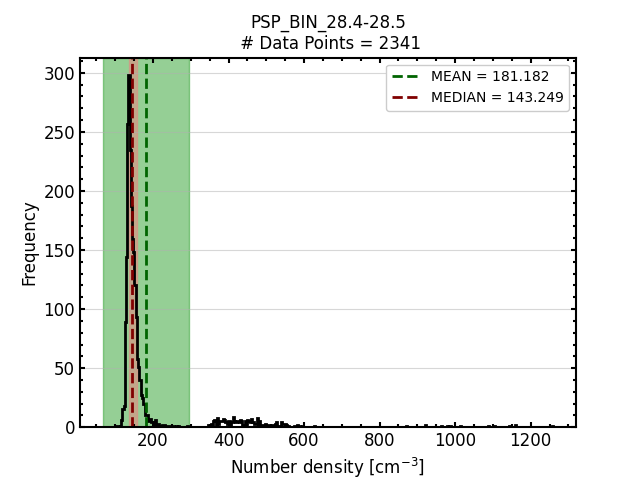 PSP_BIN_28.4-28.5
# Data Points = 2341
MEAN = 181.182
MEDIAN = 143.249
300
250
200
150
100
50
0
Frequency
200 400 600 800 1000 1200
Number density [cm⁻³]